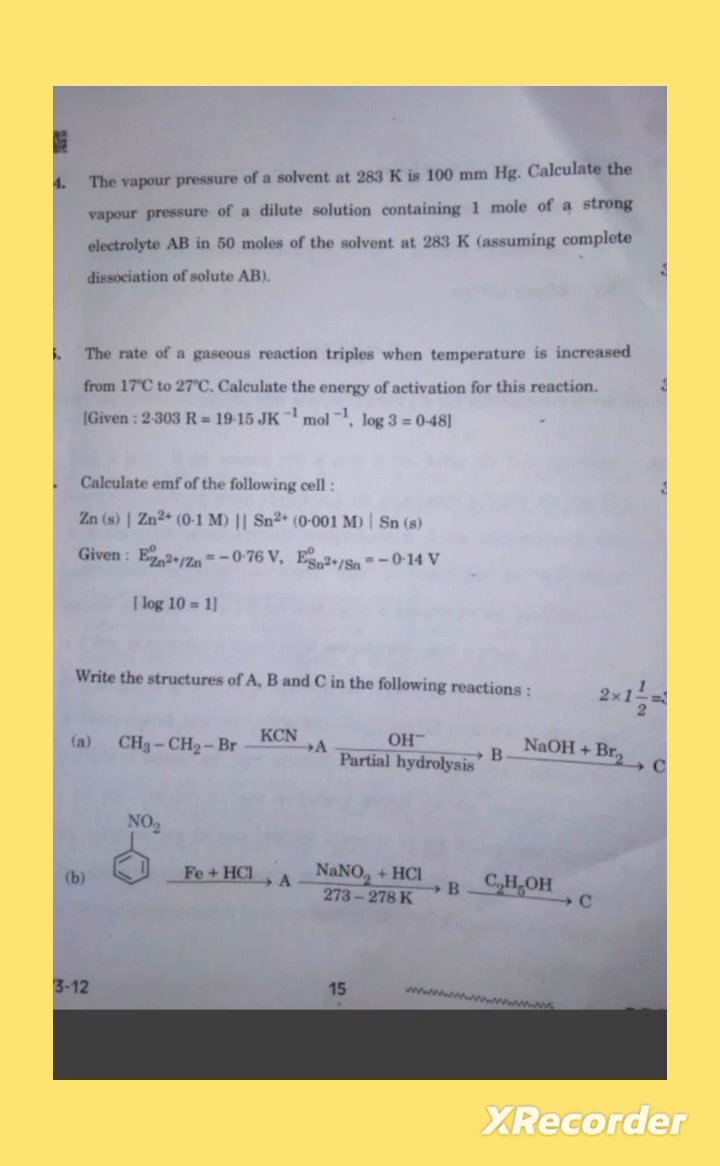 4. The vapour pressure of a solvent at 283 K is 100 mm Hg. Calculate the
vapour pressure of a dilute solution containing 1 mole of a strong
electrolyte AB in 50 moles of the solvent at 283 K (assuming complete
dissociation of solute AB).
The rate of a gaseous reaction triples when temperature is increased
from 17°C to 27°C. Calculate the energy of activation for this reaction.
[Given : 2·303 R = 19·15 JK⁻¹ mol⁻¹, log 3 = 0·48]
Calculate emf of the following cell :
Zn (s) | Zn²⁺ (0·1 M) || Sn²⁺ (0·001 M) | Sn (s)
Given : E°Zn²⁺/Zn = – 0·76 V, E°Sn²⁺/Sn = – 0·14 V
[ log 10 = 1]
Write the structures of A, B and C in the following reactions : 2×1 1/2 =
(a) CH₃ – CH₂ – Br KCN → A OH⁻ Partial hydrolysis → B NaOH + Br₂ → C
NO₂
(b) Fe + HCl → A NaNO₂ + HCl 273 – 278 K → B C₂H₅OH → C
3-12 15
XRecorder